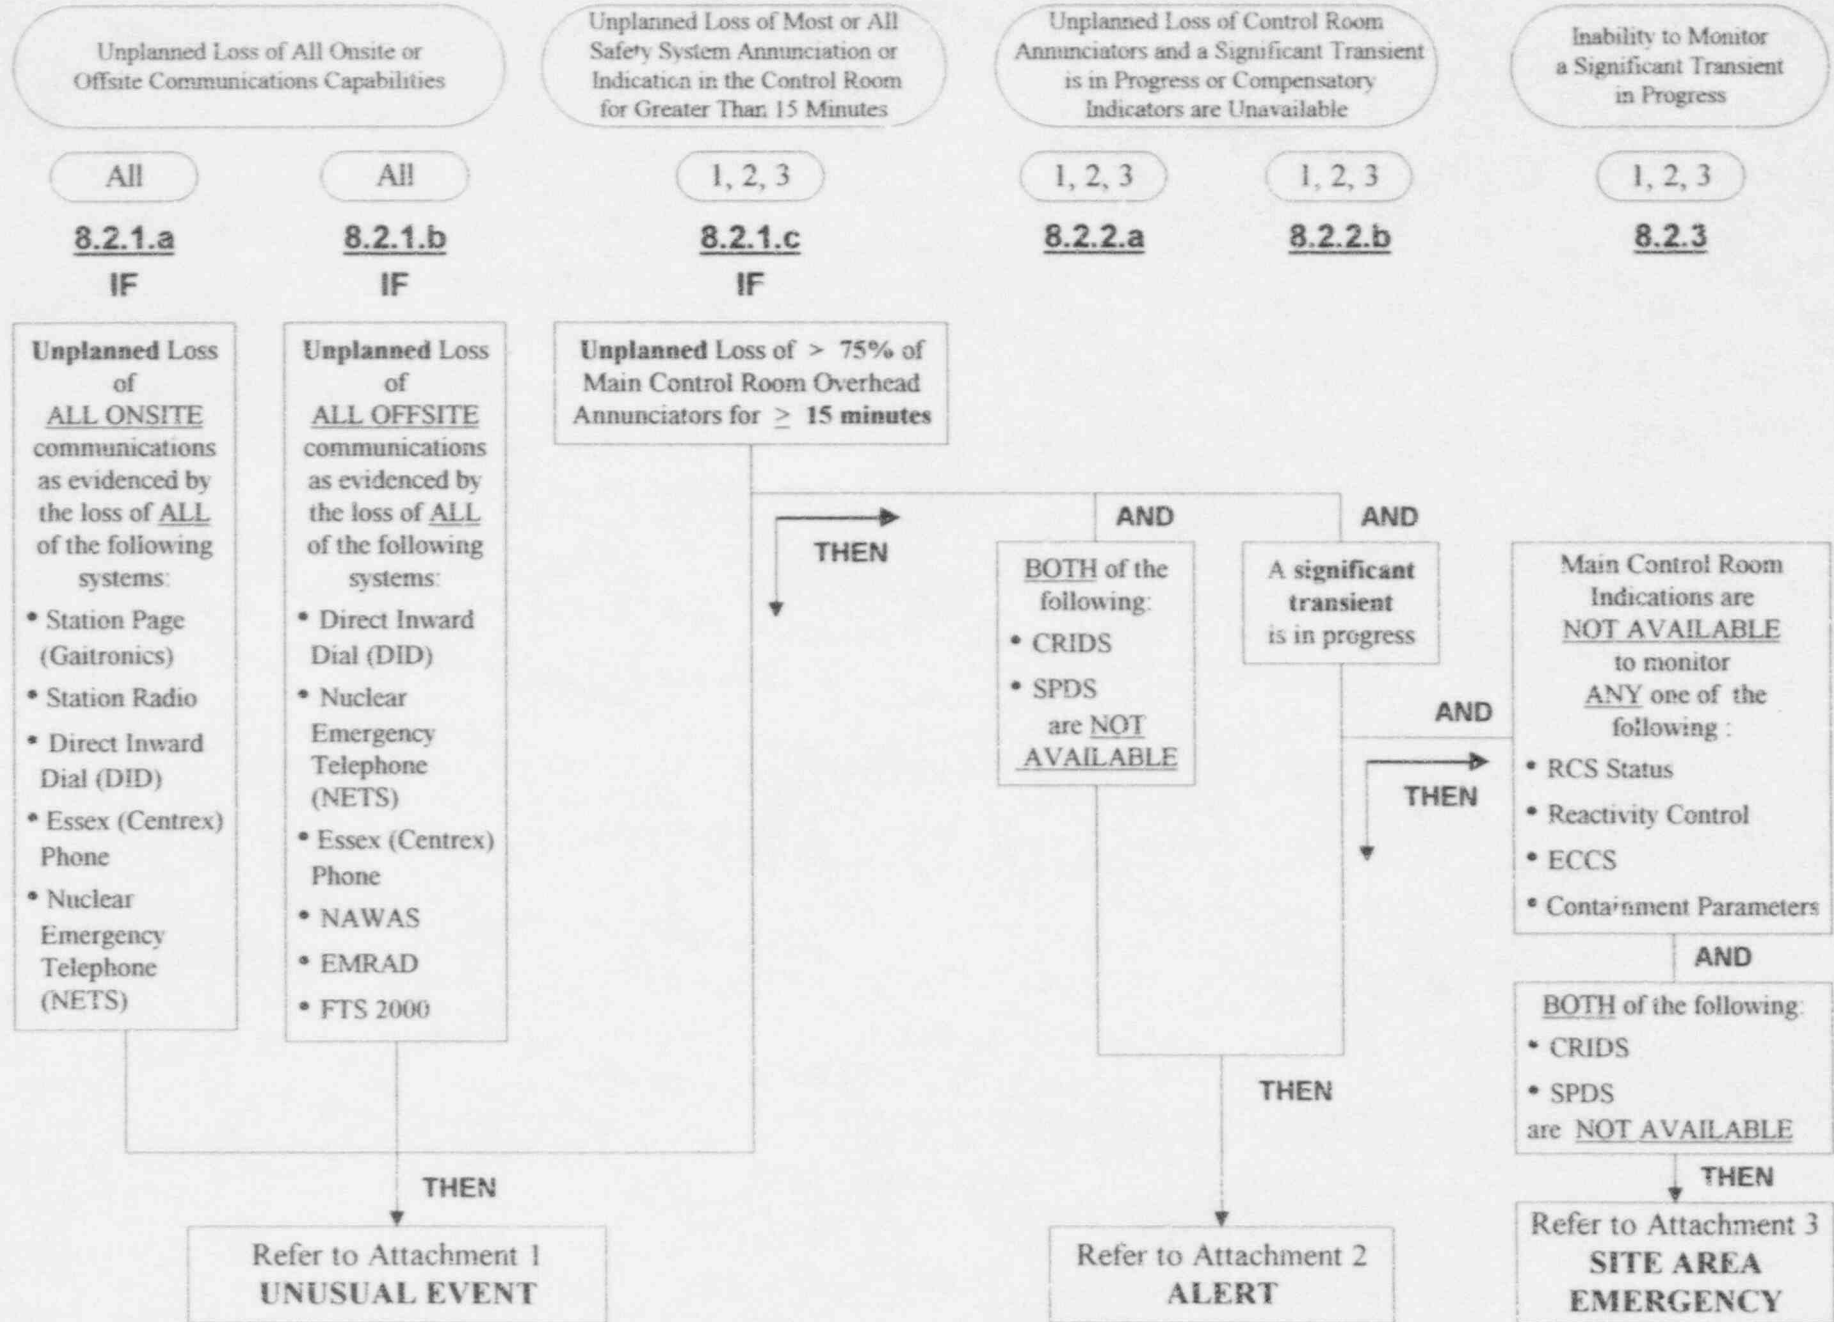 Unplanned Loss of All Onsite or
Offsite Communications Capabilities
Unplanned Loss of Most or All
Safety System Annunciation or
Indication in the Control Room
for Greater Than 15 Minutes
Unplanned Loss of Control Room
Annunciators and a Significant Transient
is in Progress or Compensatory
Indicators are Unavailable
Inability to Monitor
a Significant Transient
in Progress
All
All
1, 2, 3
1, 2, 3
1, 2, 3
1, 2, 3
8.2.1.a
8.2.1.b
8.2.1.c
8.2.2.a
8.2.2.b
8.2.3
IF
IF
IF
Unplanned Loss
of
ALL ONSITE
communications
as evidenced by
the loss of ALL
of the following
systems:
• Station Page
(Gaitronics)
• Station Radio
• Direct Inward
Dial (DID)
• Essex (Centrex)
Phone
• Nuclear
Emergency
Telephone
(NETS)
Unplanned Loss
of
ALL OFFSITE
communications
as evidenced by
the loss of ALL
of the following
systems:
• Direct Inward
Dial (DID)
• Nuclear
Emergency
Telephone
(NETS)
• Essex (Centrex)
Phone
• NAWAS
• EMRAD
• FTS 2000
Unplanned Loss of > 75% of
Main Control Room Overhead
Annunciators for ≥ 15 minutes
THEN
AND
BOTH of the
following:
• CRIDS
• SPDS
are NOT
AVAILABLE
AND
A significant
transient
is in progress
AND
THEN
Main Control Room
Indications are
NOT AVAILABLE
to monitor
ANY one of the
following :
• RCS Status
• Reactivity Control
• ECCS
• Containment Parameters
AND
BOTH of the following:
• CRIDS
• SPDS
are NOT AVAILABLE
THEN
THEN
THEN
Refer to Attachment 1
UNUSUAL EVENT
Refer to Attachment 2
ALERT
Refer to Attachment 3
SITE AREA
EMERGENCY